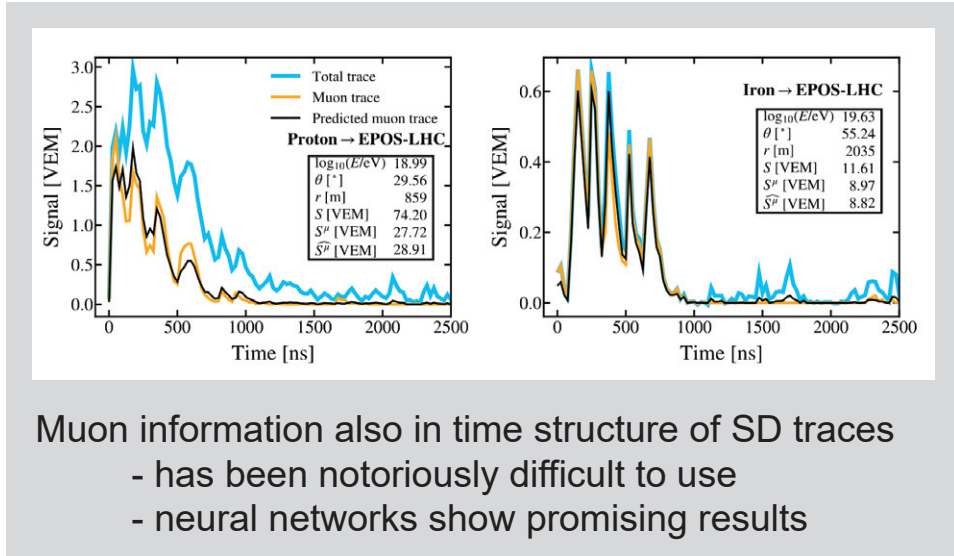 Total trace
Muon trace
Predicted muon trace
Proton → EPOS-LHC
log₁₀(E/eV) 18.99
θ [°] 29.56
r [m] 859
S [VEM] 74.20
S^μ [VEM] 27.72
\widehat{S^μ} [VEM] 28.91
Signal [VEM]
3.0
2.5
2.0
1.5
1.0
0.5
0.0
0 500 1000 1500 2000 2500
Time [ns]
Iron → EPOS-LHC
log₁₀(E/eV) 19.63
θ [°] 55.24
r [m] 2035
S [VEM] 11.61
S^μ [VEM] 8.97
\widehat{S^μ} [VEM] 8.82
Signal [VEM]
0.6
0.4
0.2
0.0
0 500 1000 1500 2000 2500
Time [ns]
Muon information also in time structure of SD traces
- has been notoriously difficult to use
- neural networks show promising results